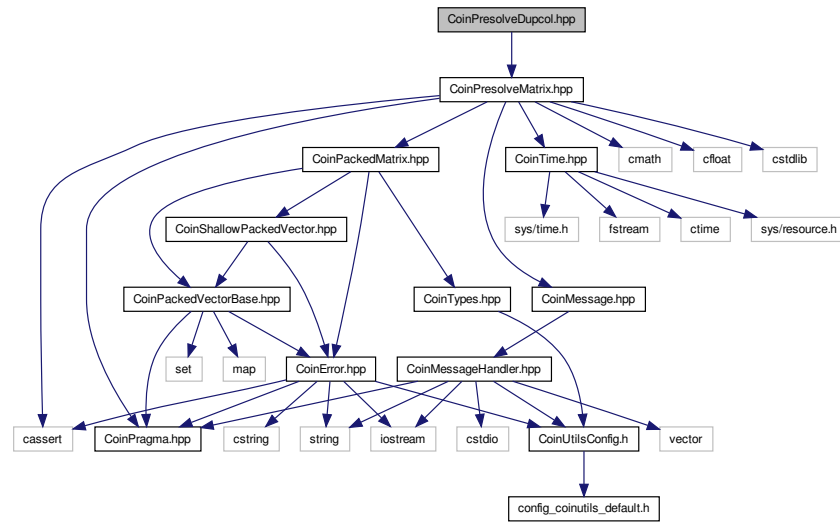 CoinPresolveDupcol.hpp
CoinPresolveMatrix.hpp
CoinPackedMatrix.hpp
CoinTime.hpp
cmath
cfloat
cstdlib
CoinShallowPackedVector.hpp
sys/time.h
fstream
ctime
sys/resource.h
CoinPackedVectorBase.hpp
CoinTypes.hpp
CoinMessage.hpp
set
map
CoinError.hpp
CoinMessageHandler.hpp
cassert
CoinPragma.hpp
cstring
string
iostream
cstdio
CoinUtilsConfig.h
vector
config_coinutils_default.h